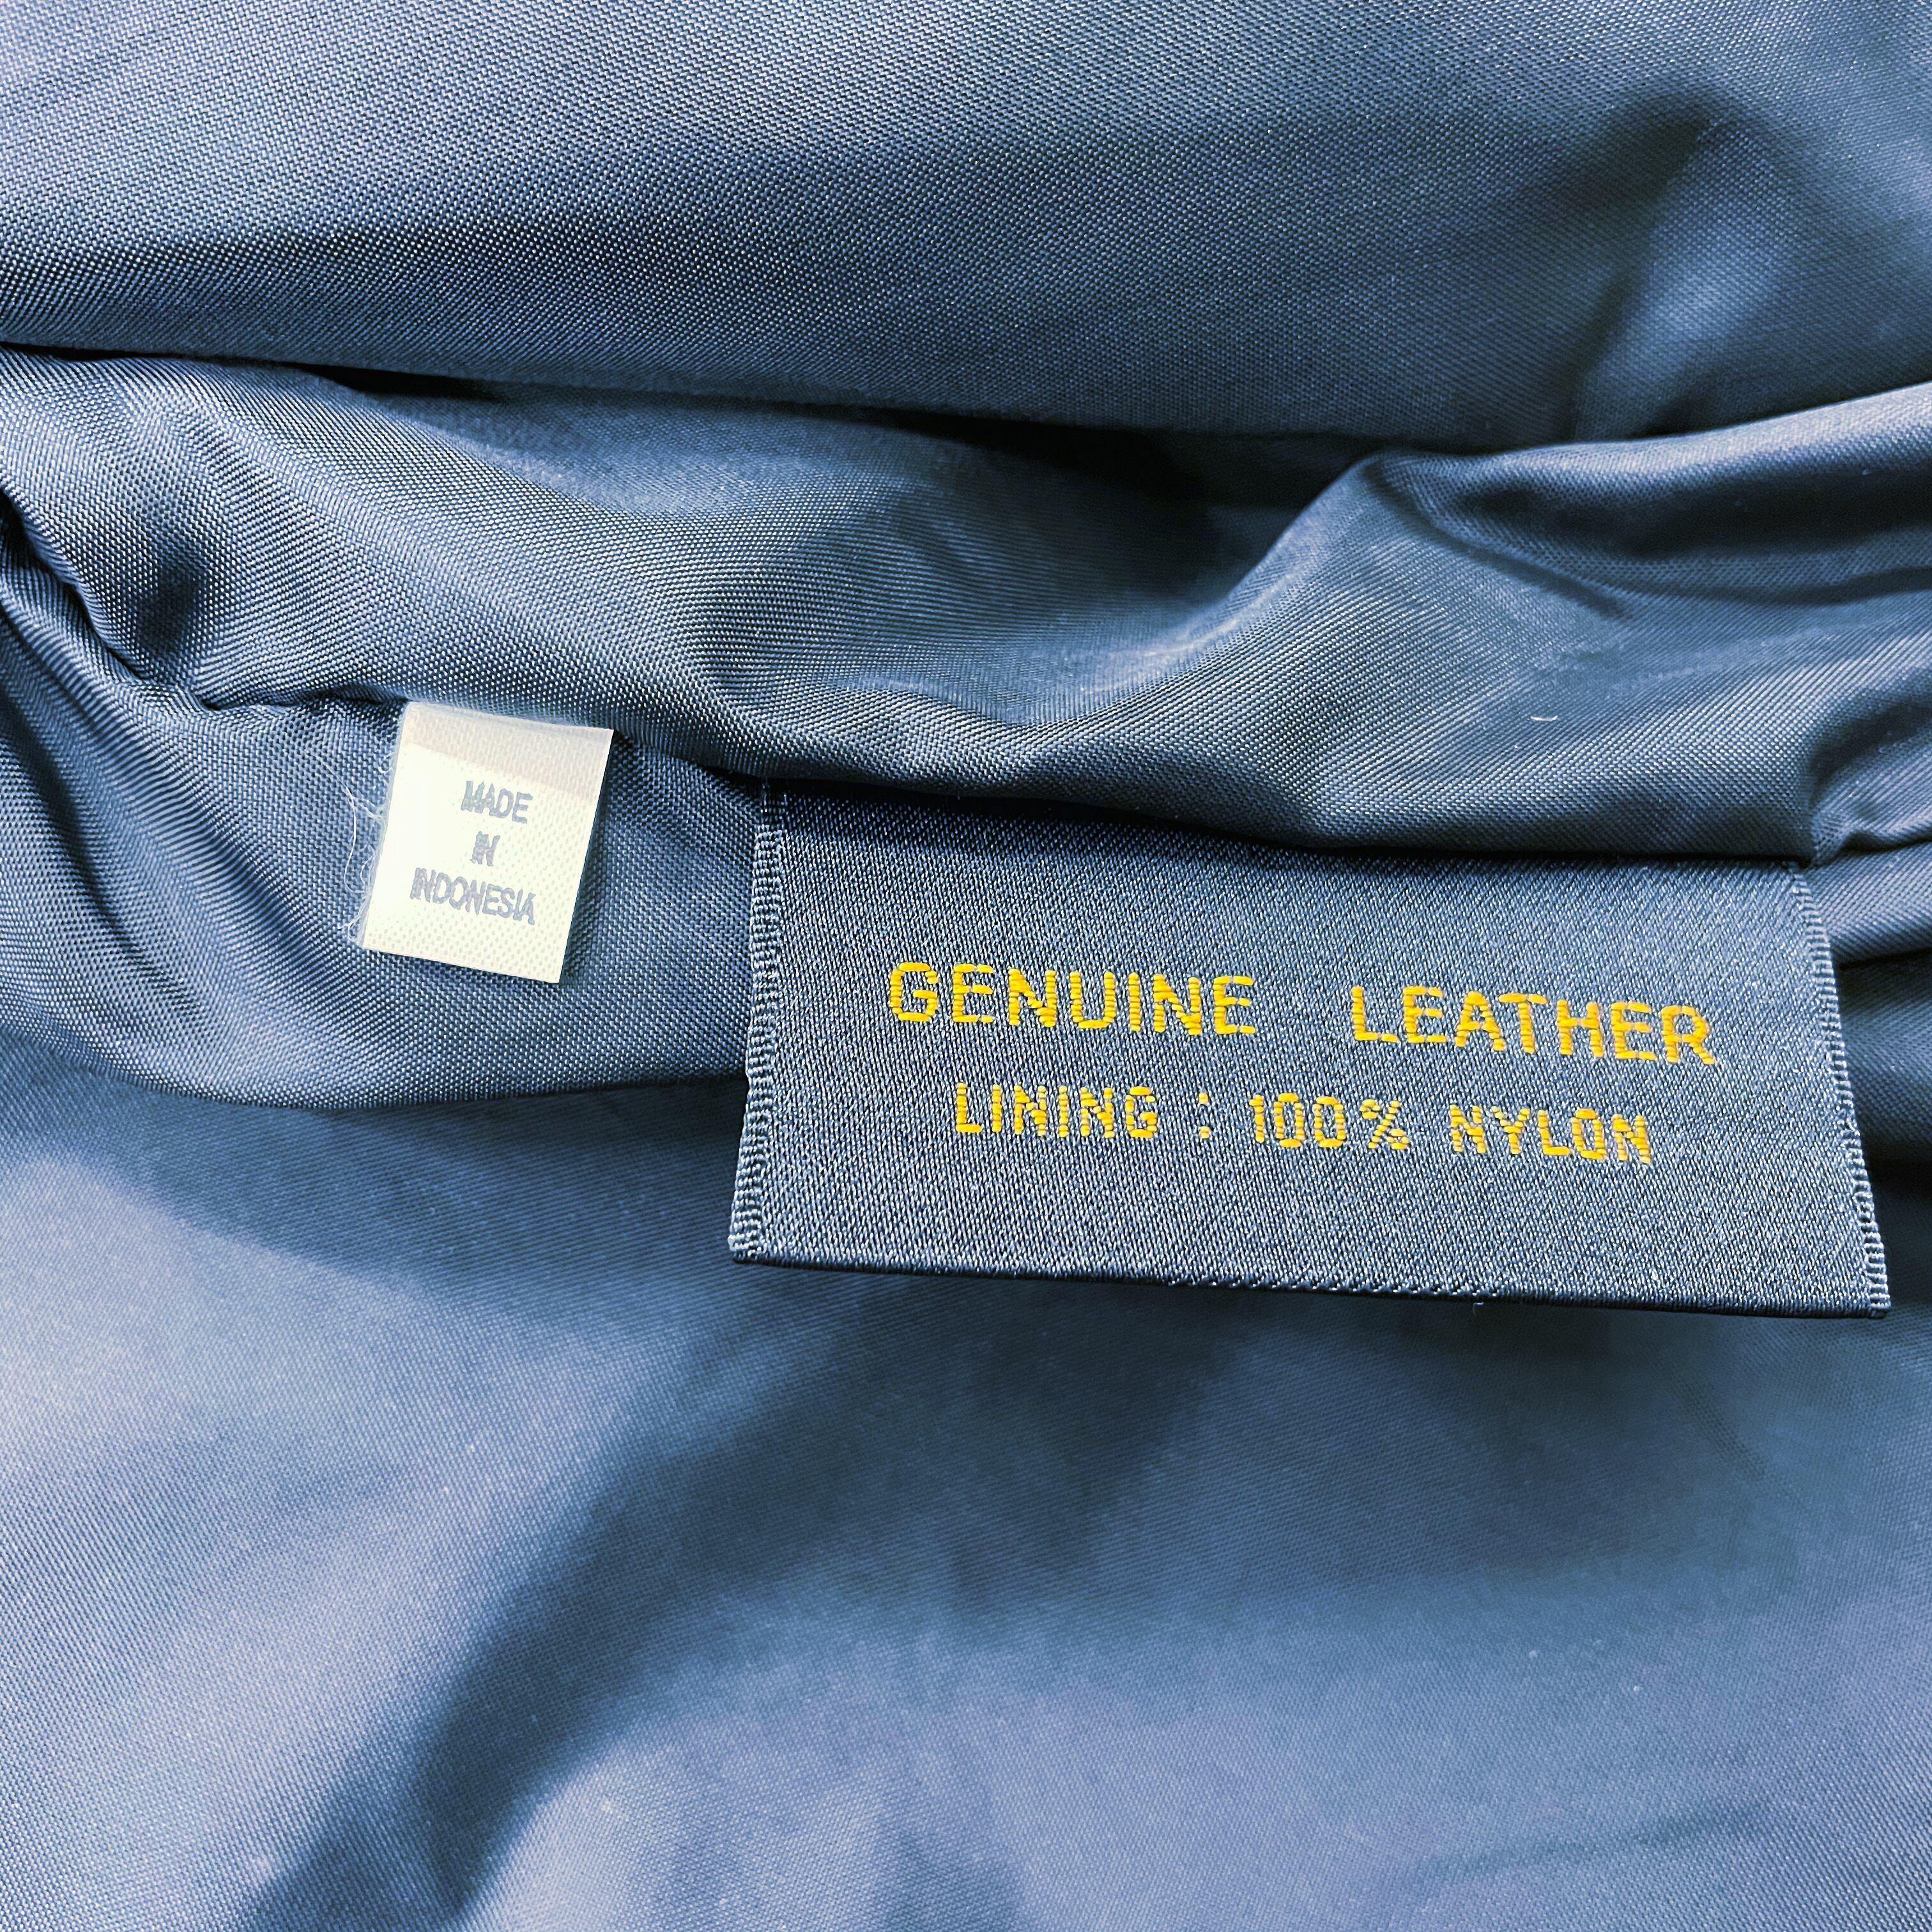 MADE
IN
INDONESIA
GENUINE LEATHER
LINING : 100% NYLON